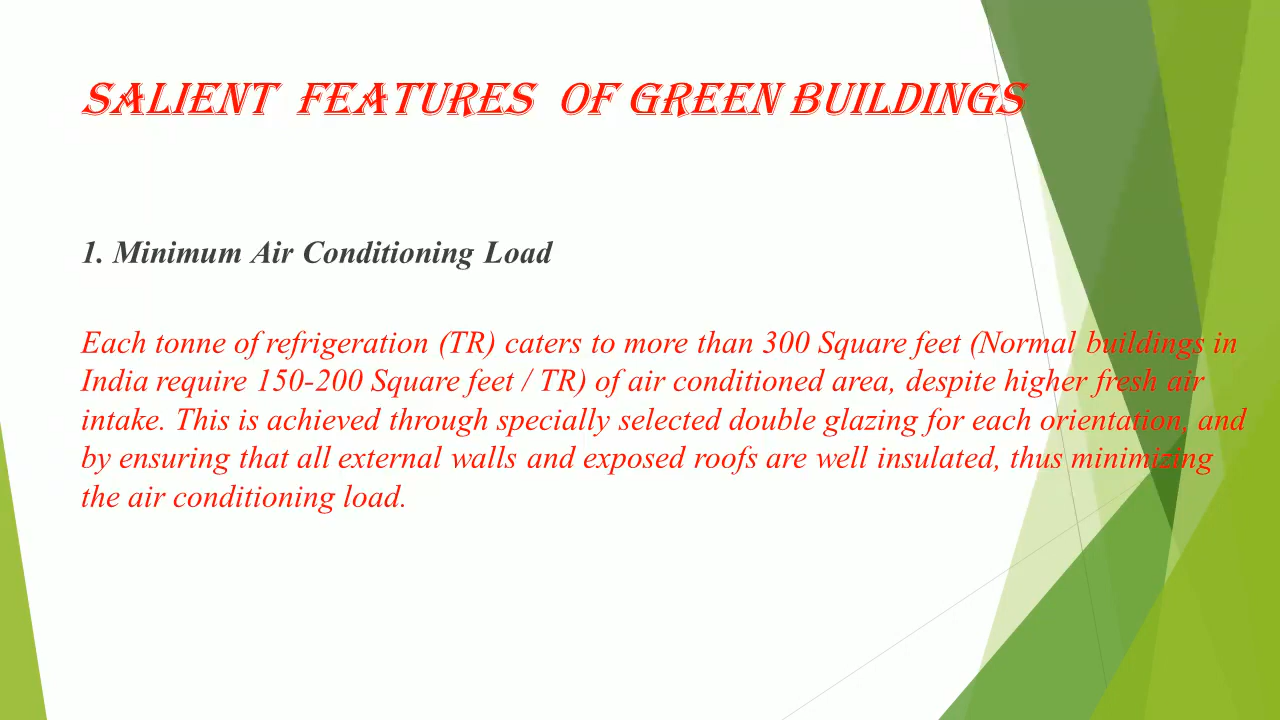 SALIENT FEATURES OF GREEN BUILDINGS
1. Minimum Air Conditioning Load
Each tonne of refrigeration (TR) caters to more than 300 Square feet (Normal buildings in
India require 150-200 Square feet / TR) of air conditioned area, despite higher fresh air
intake. This is achieved through specially selected double glazing for each orientation, and
by ensuring that all external walls and exposed roofs are well insulated, thus minimizing
the air conditioning load.